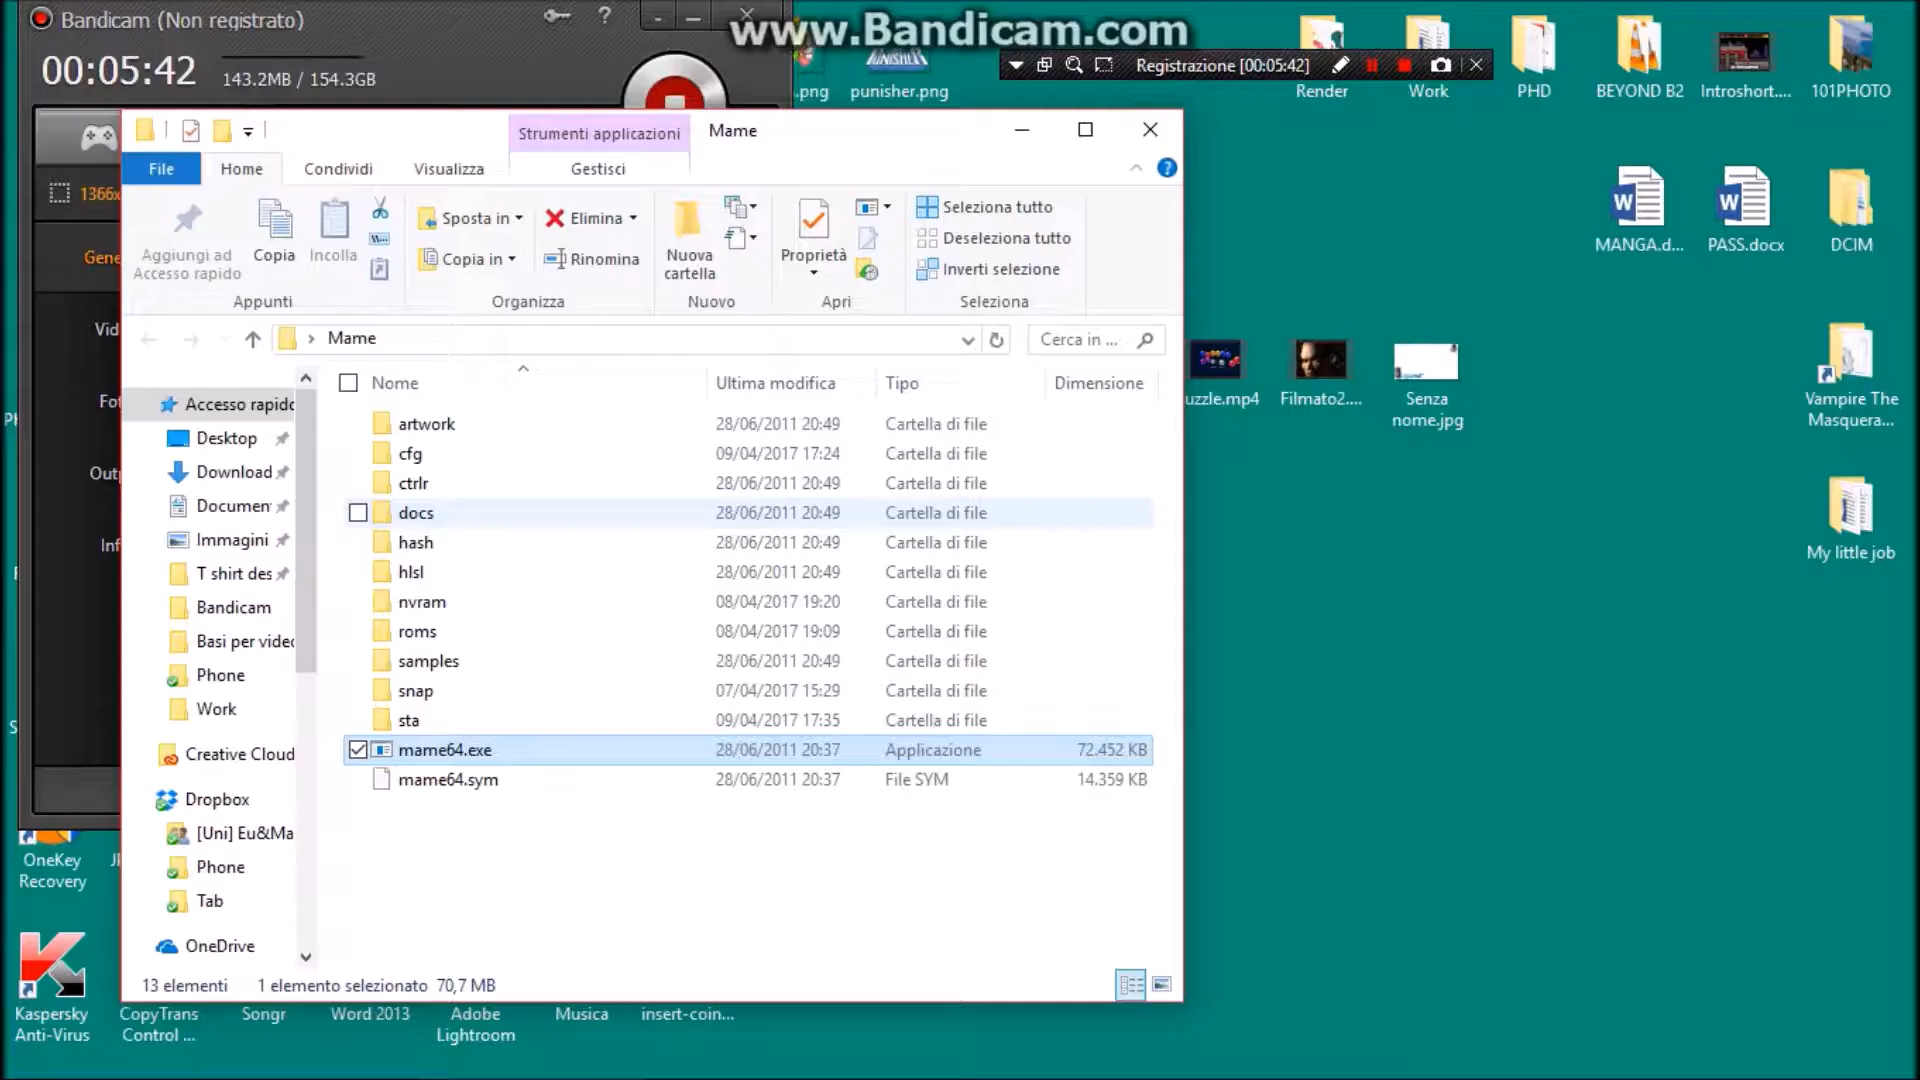 Bandicam (Non registrato)
www.Bandicam.com
00:05:42
143.2MB / 154.3GB
Registrazione [00:05:42]
.png
punisher.png
Render
Work
PHD
BEYOND B2
Introshort....
101PHOTO
Strumenti applicazioni
Mame
File
Home
Condividi
Visualizza
Gestisci
1366x
Aggiungi ad
Accesso rapido
Copia
Incolla
Sposta in
Copia in
Elimina
Rinomina
Nuova
cartella
Proprietà
Seleziona tutto
Deseleziona tutto
Inverti selezione
Appunti
Organizza
Nuovo
Apri
Seleziona
MANGA.d...
PASS.docx
DCIM
Gene
Vid
Fo
Outp
Inf
Mame
Cerca in ...
Nome
Ultima modifica
Tipo
Dimensione
Accesso rapido
Desktop
Download
Documen
Immagini
T shirt des
Bandicam
Basi per video
Phone
Work
Creative Cloud
Dropbox
[Uni] Eu&Ma
Phone
Tab
OneDrive
artwork 28/06/2011 20:49 Cartella di file
cfg 09/04/2017 17:24 Cartella di file
ctrlr 28/06/2011 20:49 Cartella di file
docs 28/06/2011 20:49 Cartella di file
hash 28/06/2011 20:49 Cartella di file
hlsl 28/06/2011 20:49 Cartella di file
nvram 08/04/2017 19:20 Cartella di file
roms 08/04/2017 19:09 Cartella di file
samples 28/06/2011 20:49 Cartella di file
snap 07/04/2017 15:29 Cartella di file
sta 09/04/2017 17:35 Cartella di file
mame64.exe 28/06/2011 20:37 Applicazione 72.452 KB
mame64.sym 28/06/2011 20:37 File SYM 14.359 KB
13 elementi
1 elemento selezionato 70,7 MB
uzzle.mp4
Filmato2....
Senza
nome.jpg
Vampire The
Masquera...
My little job
OneKey
Recovery
Kaspersky
Anti-Virus
CopyTrans
Control ...
Songr
Word 2013
Adobe
Lightroom
Musica
insert-coin...